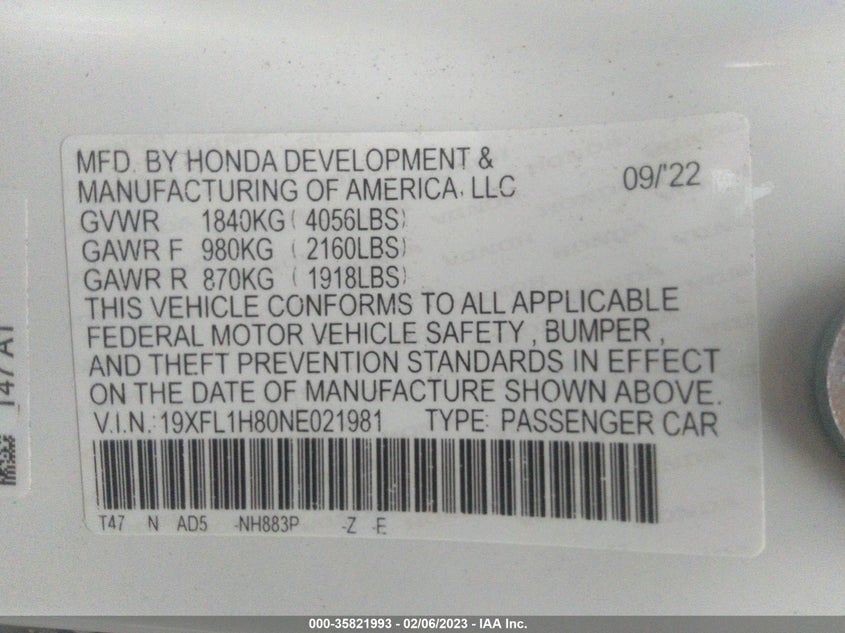 MFD. BY HONDA DEVELOPMENT &
MANUFACTURING OF AMERICA, LLC 09/'22
GVWR 1840KG ( 4056LBS)
GAWR F 980KG ( 2160LBS)
GAWR R 870KG ( 1918LBS)
THIS VEHICLE CONFORMS TO ALL APPLICABLE
FEDERAL MOTOR VEHICLE SAFETY , BUMPER ,
AND THEFT PREVENTION STANDARDS IN EFFECT
ON THE DATE OF MANUFACTURE SHOWN ABOVE.
V.I.N.: 19XFL1H80NE021981 TYPE: PASSENGER CAR
T47 N AD5 -NH883P -Z -E
T47 A1
000-35821993 - 02/06/2023 - IAA Inc.